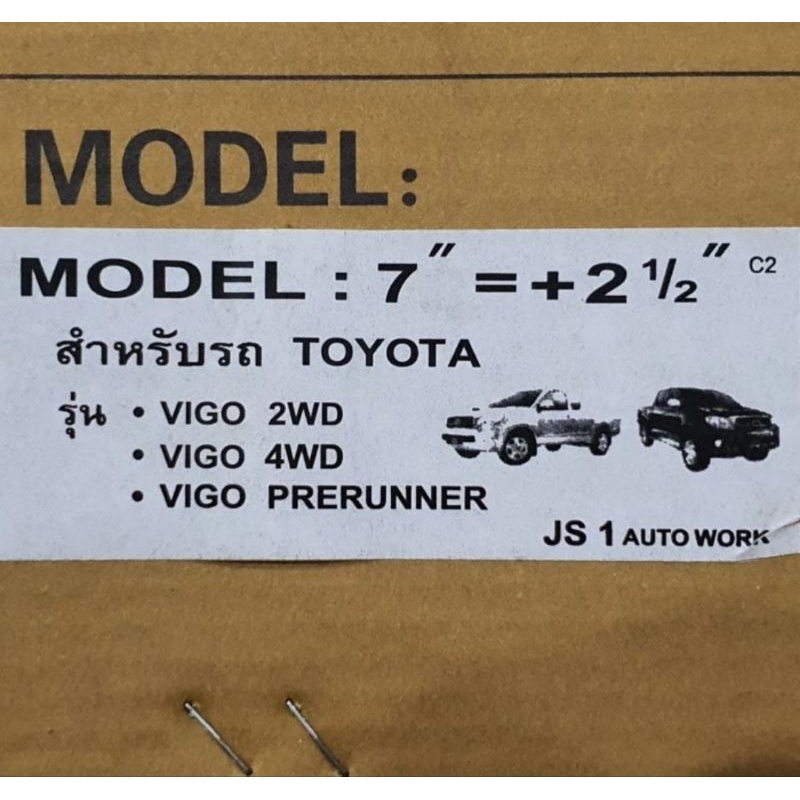 MODEL:
MODEL : 7" = + 2 1/2" C2
สำหรับรถ TOYOTA
รุ่น • VIGO 2WD
• VIGO 4WD
• VIGO PRERUNNER
JS 1 AUTO WORK